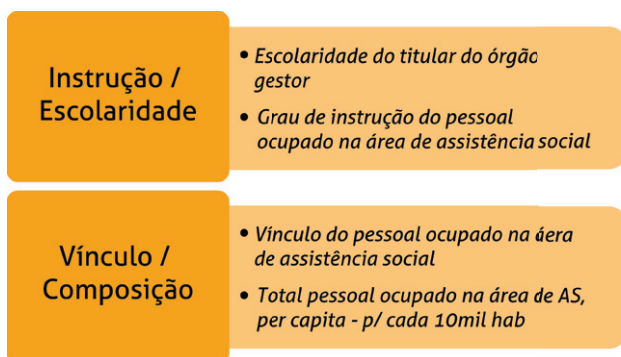 Instrução /
Escolaridade
• Escolaridade do titular do órgão
gestor
• Grau de instrução do pessoal
ocupado na área de assistência social
Vínculo /
Composição
• Vínculo do pessoal ocupado na áera
de assistência social
• Total pessoal ocupado na área de AS,
per capita - p/ cada 10mil hab